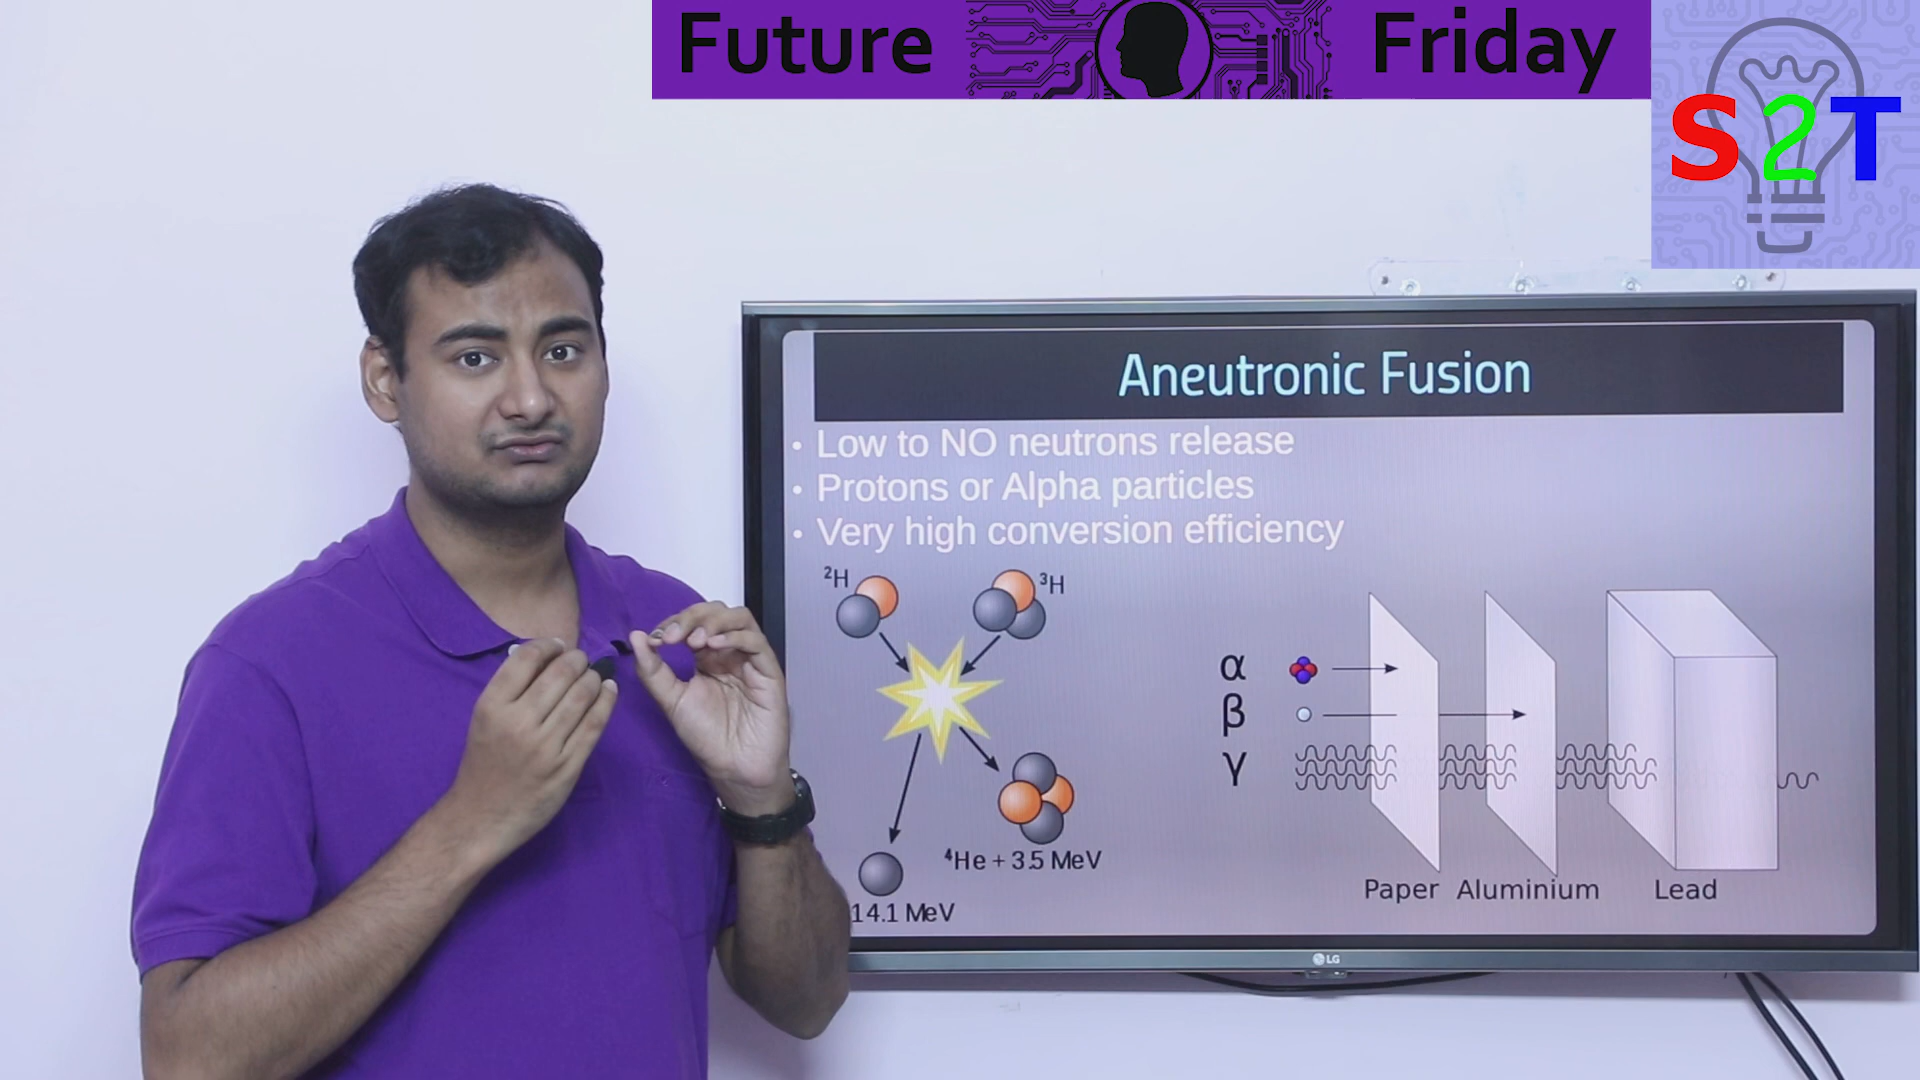 Future Friday
S2T
Aneutronic Fusion
• Low to NO neutrons release
• Protons or Alpha particles
• Very high conversion efficiency
²H
³H
α
β
γ
⁴He + 3.5 MeV
14.1 MeV
Paper Aluminium Lead
LG